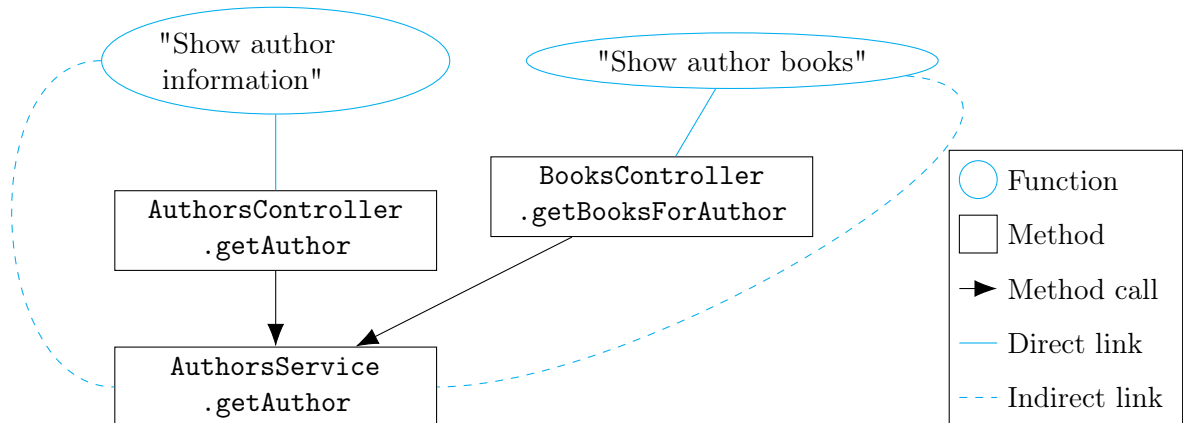 "Show author
information"
"Show author books"
AuthorsController
.getAuthor
BooksController
.getBooksForAuthor
AuthorsService
.getAuthor
Function
Method
Method call
Direct link
Indirect link